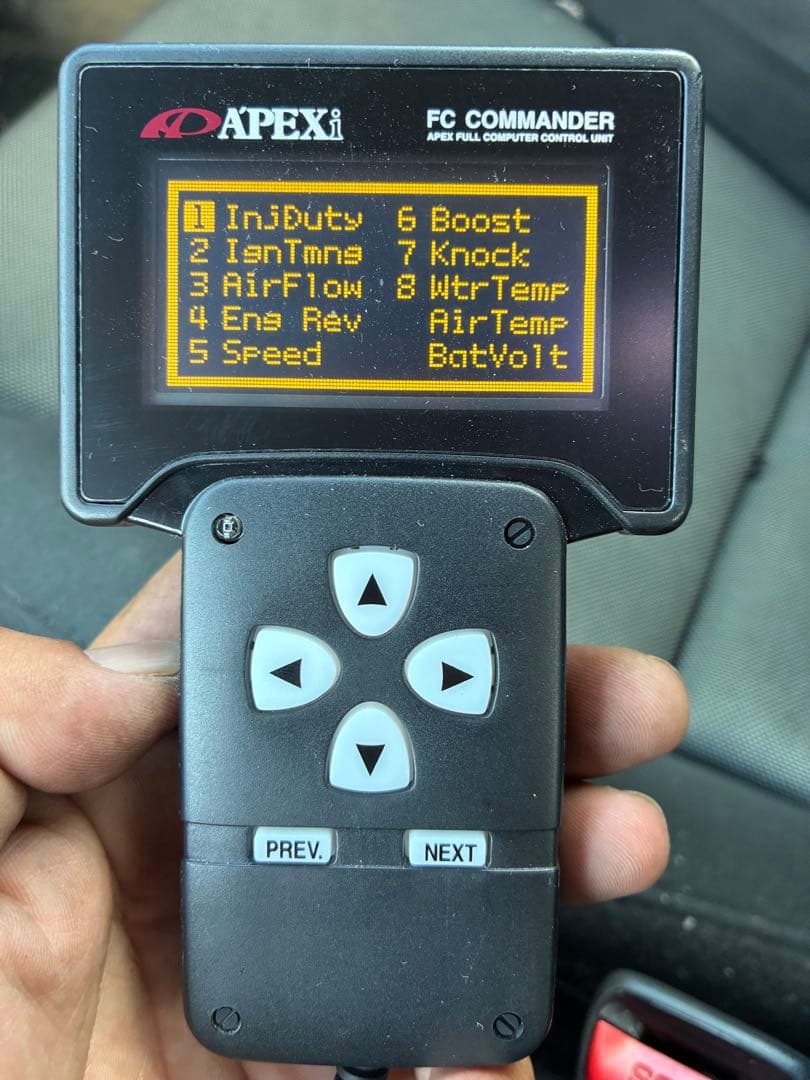 A'PEXi FC COMMANDER
APEX FULL COMPUTER CONTROL UNIT
1 InjDuty 6 Boost
2 IgnTmng 7 Knock
3 AirFlow 8 WtrTemp
4 Eng Rev AirTemp
5 Speed BatVolt
PREV. NEXT